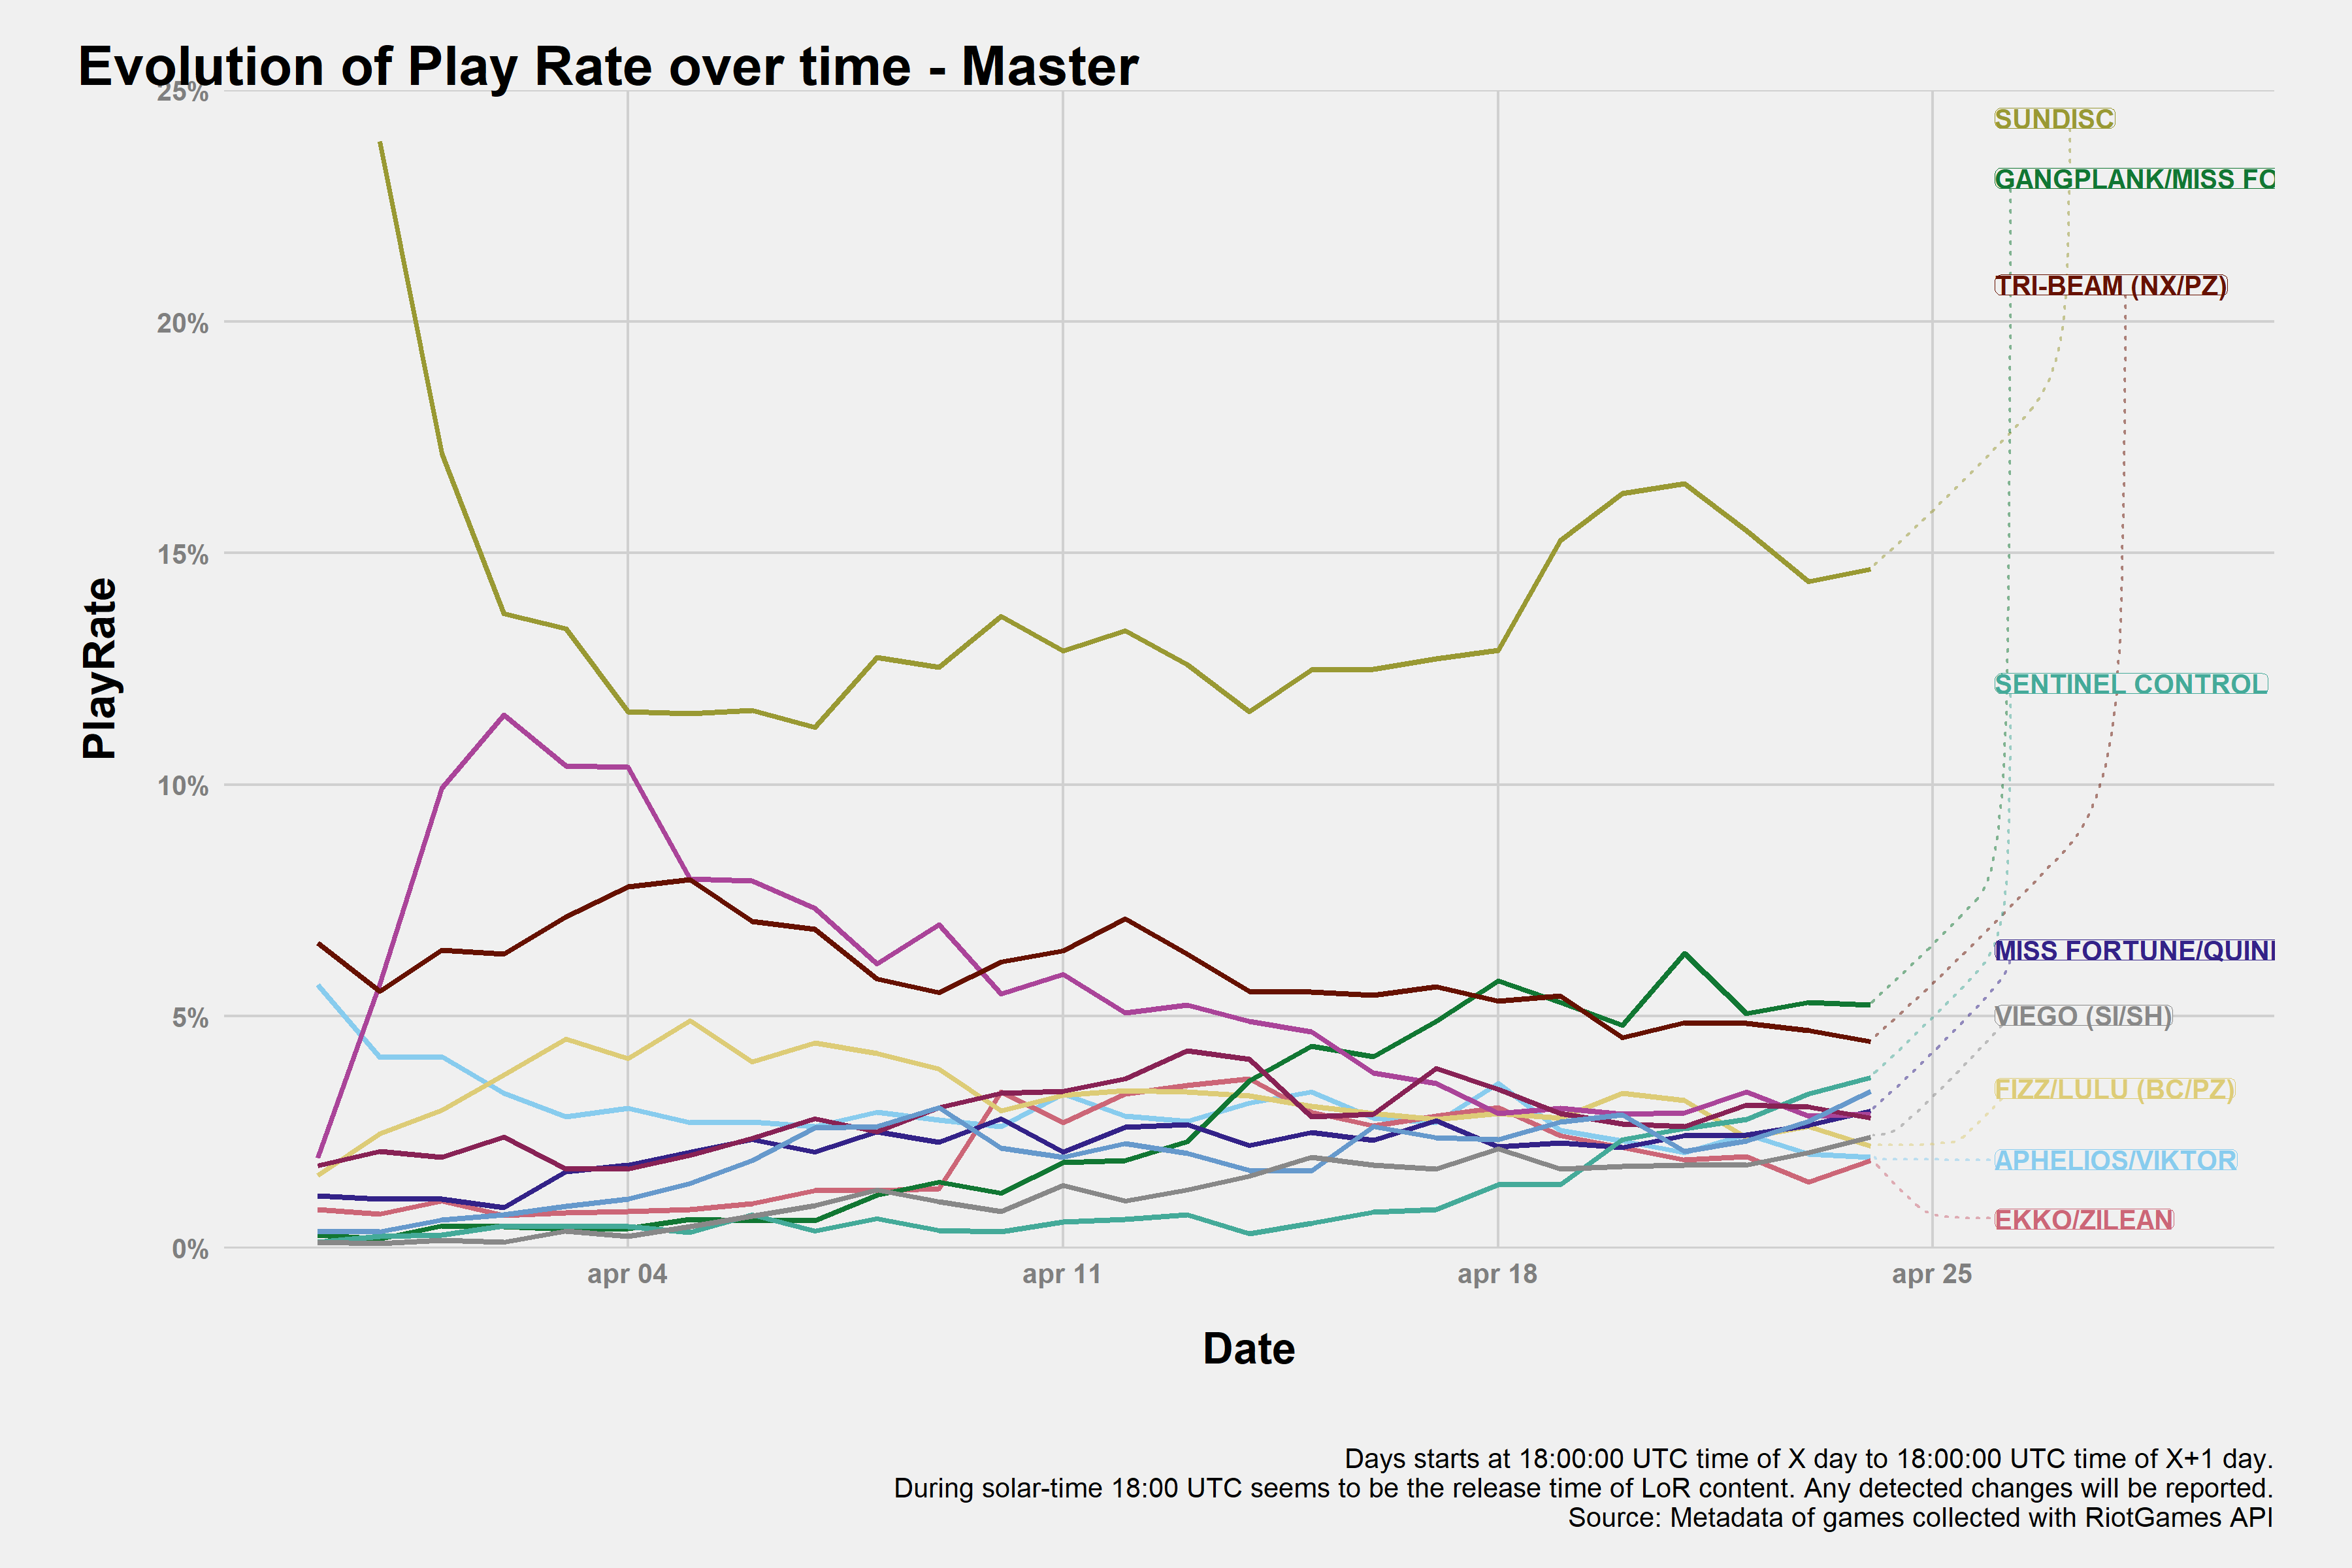 Evolution of Play Rate over time - Master
PlayRate
25%
20%
15%
10%
5%
0%
apr 04
apr 11
apr 18
apr 25
Date
SUNDISC
GANGPLANK/MISS FO
TRI-BEAM (NX/PZ)
SENTINEL CONTROL
MISS FORTUNE/QUIN
VIEGO (SI/SH)
FIZZ/LULU (BC/PZ)
APHELIOS/VIKTOR
EKKO/ZILEAN
Days starts at 18:00:00 UTC time of X day to 18:00:00 UTC time of X+1 day.
During solar-time 18:00 UTC seems to be the release time of LoR content. Any detected changes will be reported.
Source: Metadata of games collected with RiotGames API